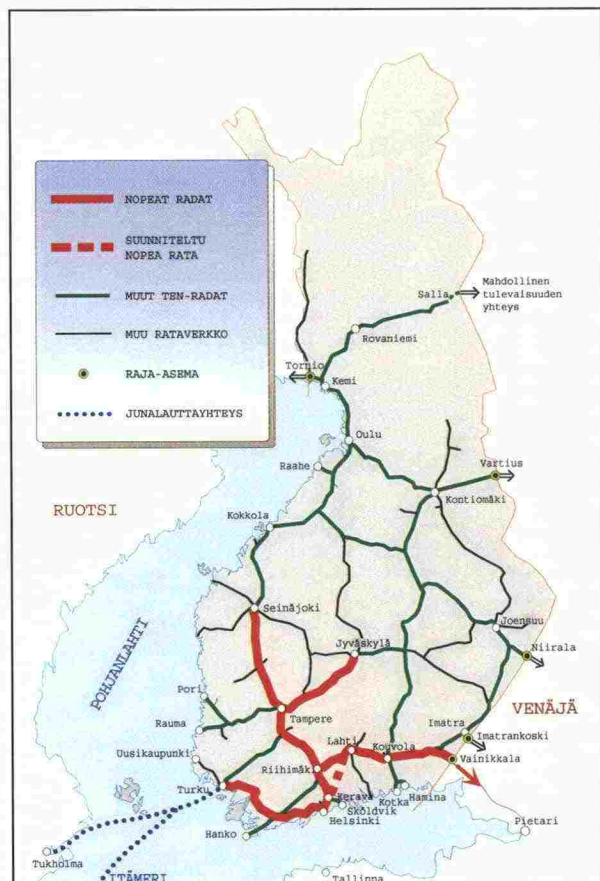 NOPEAT RADAT
SUUNNITELTU
NOPEA RATA
MUUT TEN-RADAT
MUU RATAVERKKO
RAJA-ASEMA
JUNALAUTTAYHTEYS
Salla
Mahdollinen
tulevaisuuden
yhteys
Rovaniemi
Tornio
Kemi
Oulu
Raahe
Vartius
Kontiomäki
RUOTSI
Kokkola
Seinäjoki
Joensuu
Jyväskylä
Niirala
POHJANLAHTI
Pori
Tampere
VENÄJÄ
Rauma
Imatra
Imatrankoski
Lahti
Kouvola
Vainikkala
Uusikaupunki
Riihimäki
Turku
Kerava
Kotka
Hamina
Sköldvik
Helsinki
Hanko
Pietari
Tukholma
ITÄMERI
Tallinna